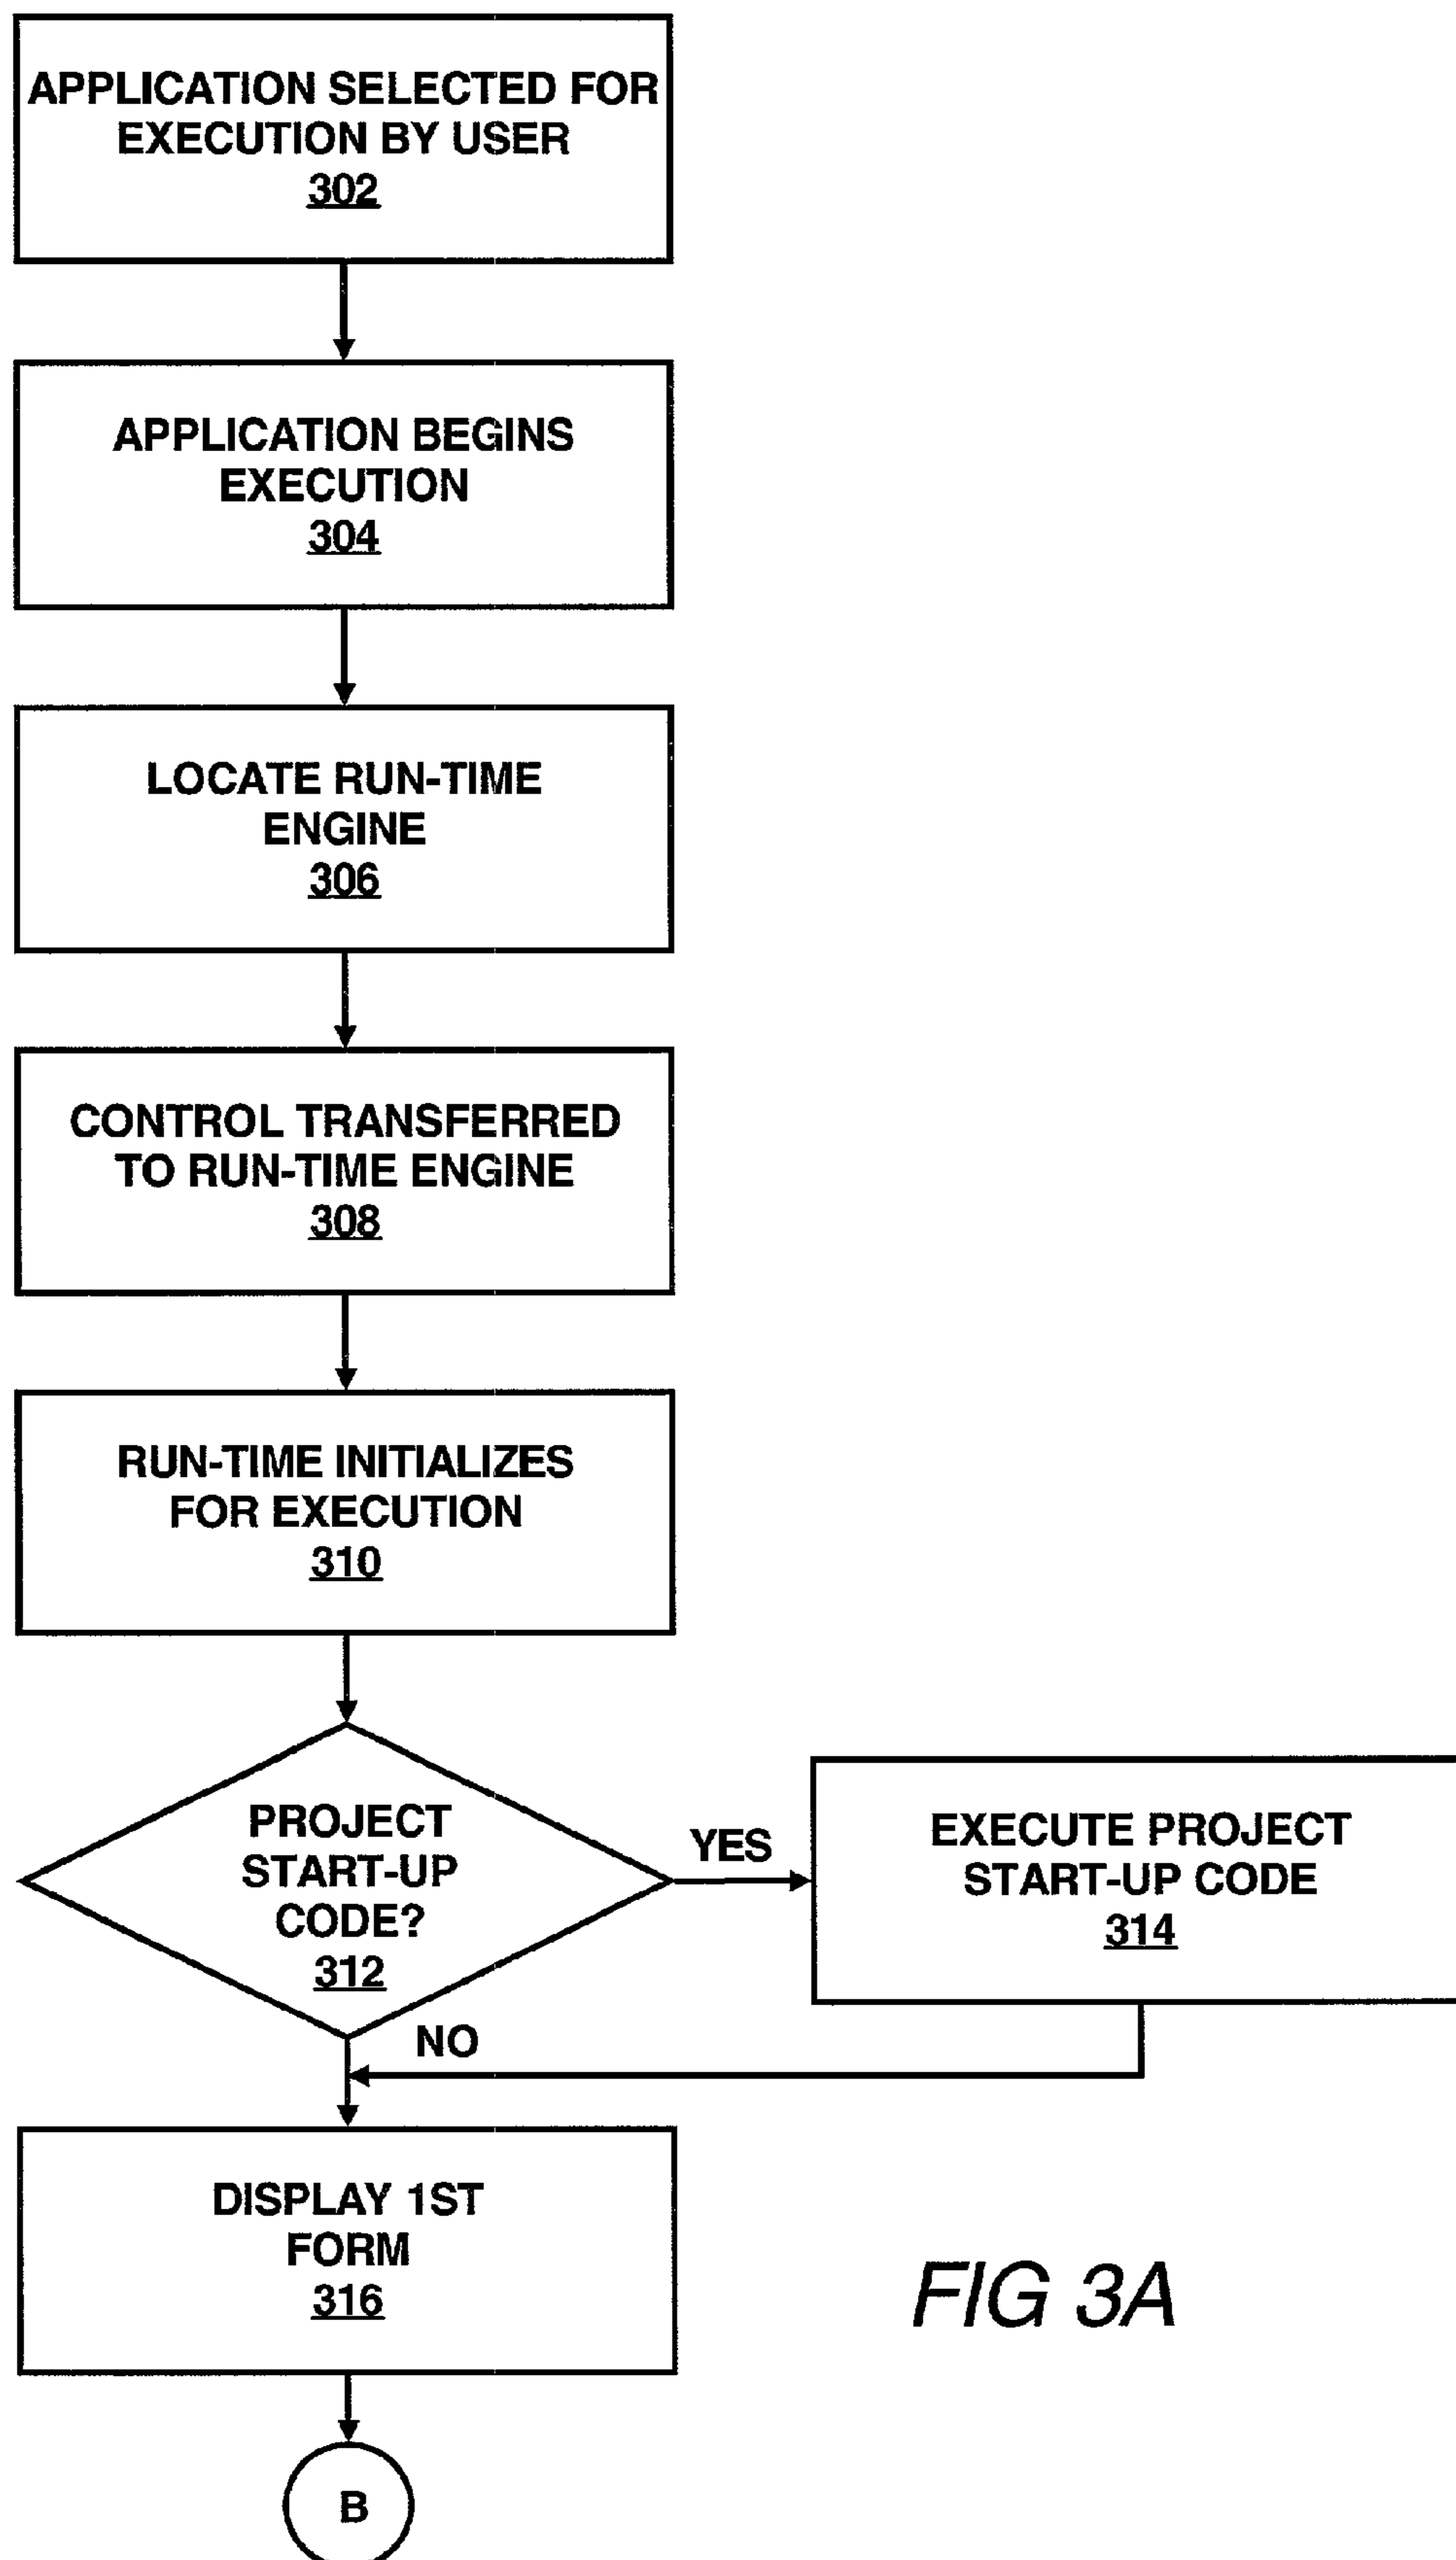 APPLICATION SELECTED FOR
EXECUTION BY USER
302
APPLICATION BEGINS
EXECUTION
304
LOCATE RUN-TIME
ENGINE
306
CONTROL TRANSFERRED
TO RUN-TIME ENGINE
308
RUN-TIME INITIALIZES
FOR EXECUTION
310
PROJECT
START-UP
CODE?
312
YES
EXECUTE PROJECT
START-UP CODE
314
NO
DISPLAY 1ST
FORM
316
FIG 3A
B